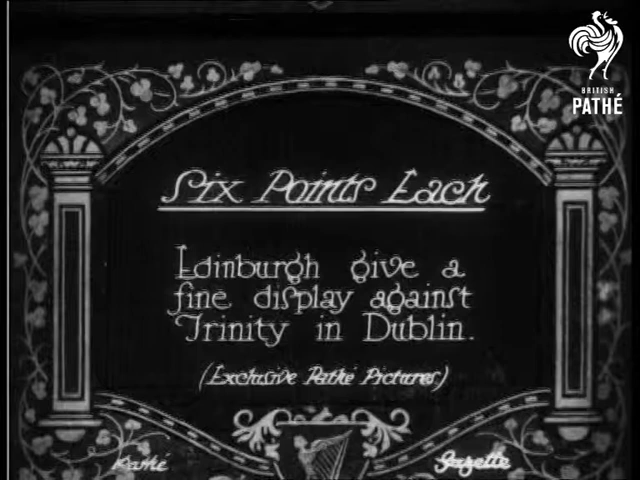 BRITISH
PATHÉ
Six Points Each
Edinburgh give a
fine display against
Trinity in Dublin.
(Exclusive Pathé Pictures)
Pathé Gazette